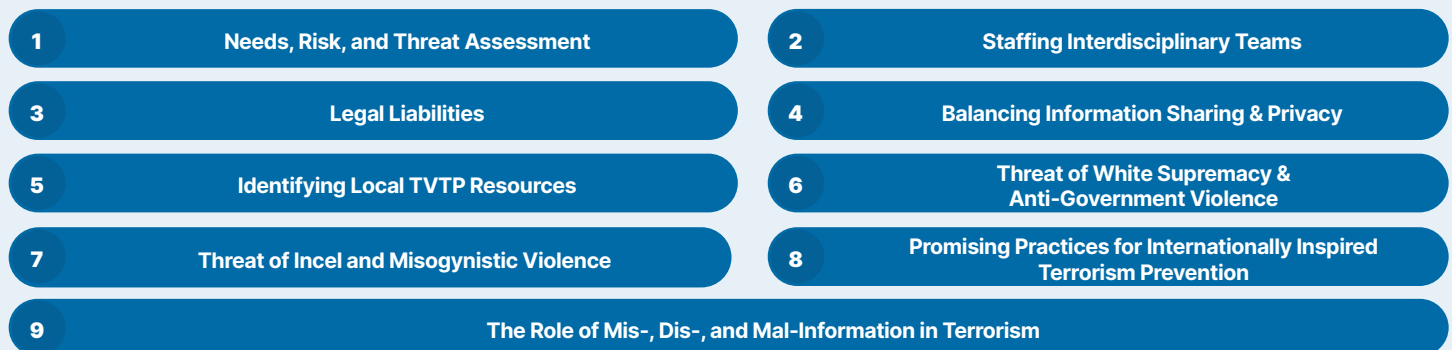 1 Needs, Risk, and Threat Assessment
2 Staffing Interdisciplinary Teams
3 Legal Liabilities
4 Balancing Information Sharing & Privacy
5 Identifying Local TVTP Resources
6 Threat of White Supremacy &
Anti-Government Violence
7 Threat of Incel and Misogynistic Violence
8 Promising Practices for Internationally Inspired
Terrorism Prevention
9 The Role of Mis-, Dis-, and Mal-Information in Terrorism